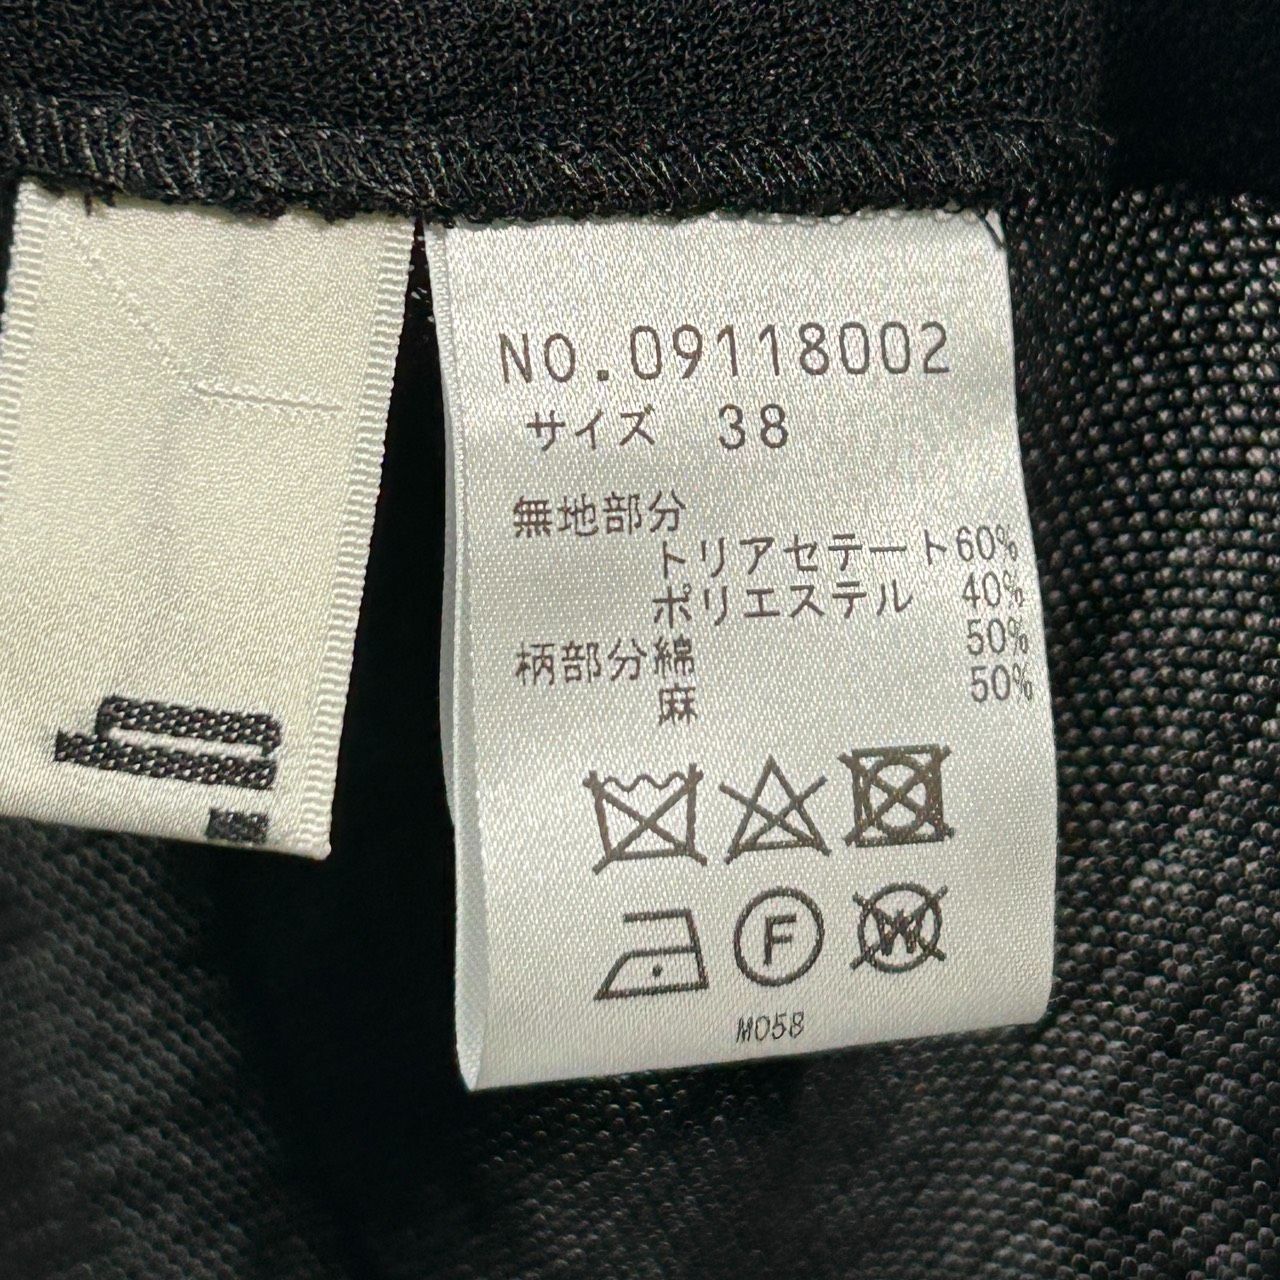 NO.09118002
サイズ 38
無地部分
トリアセテート60%
ポリエステル 40%
柄部分綿 50%
麻 50%
F
W
M058